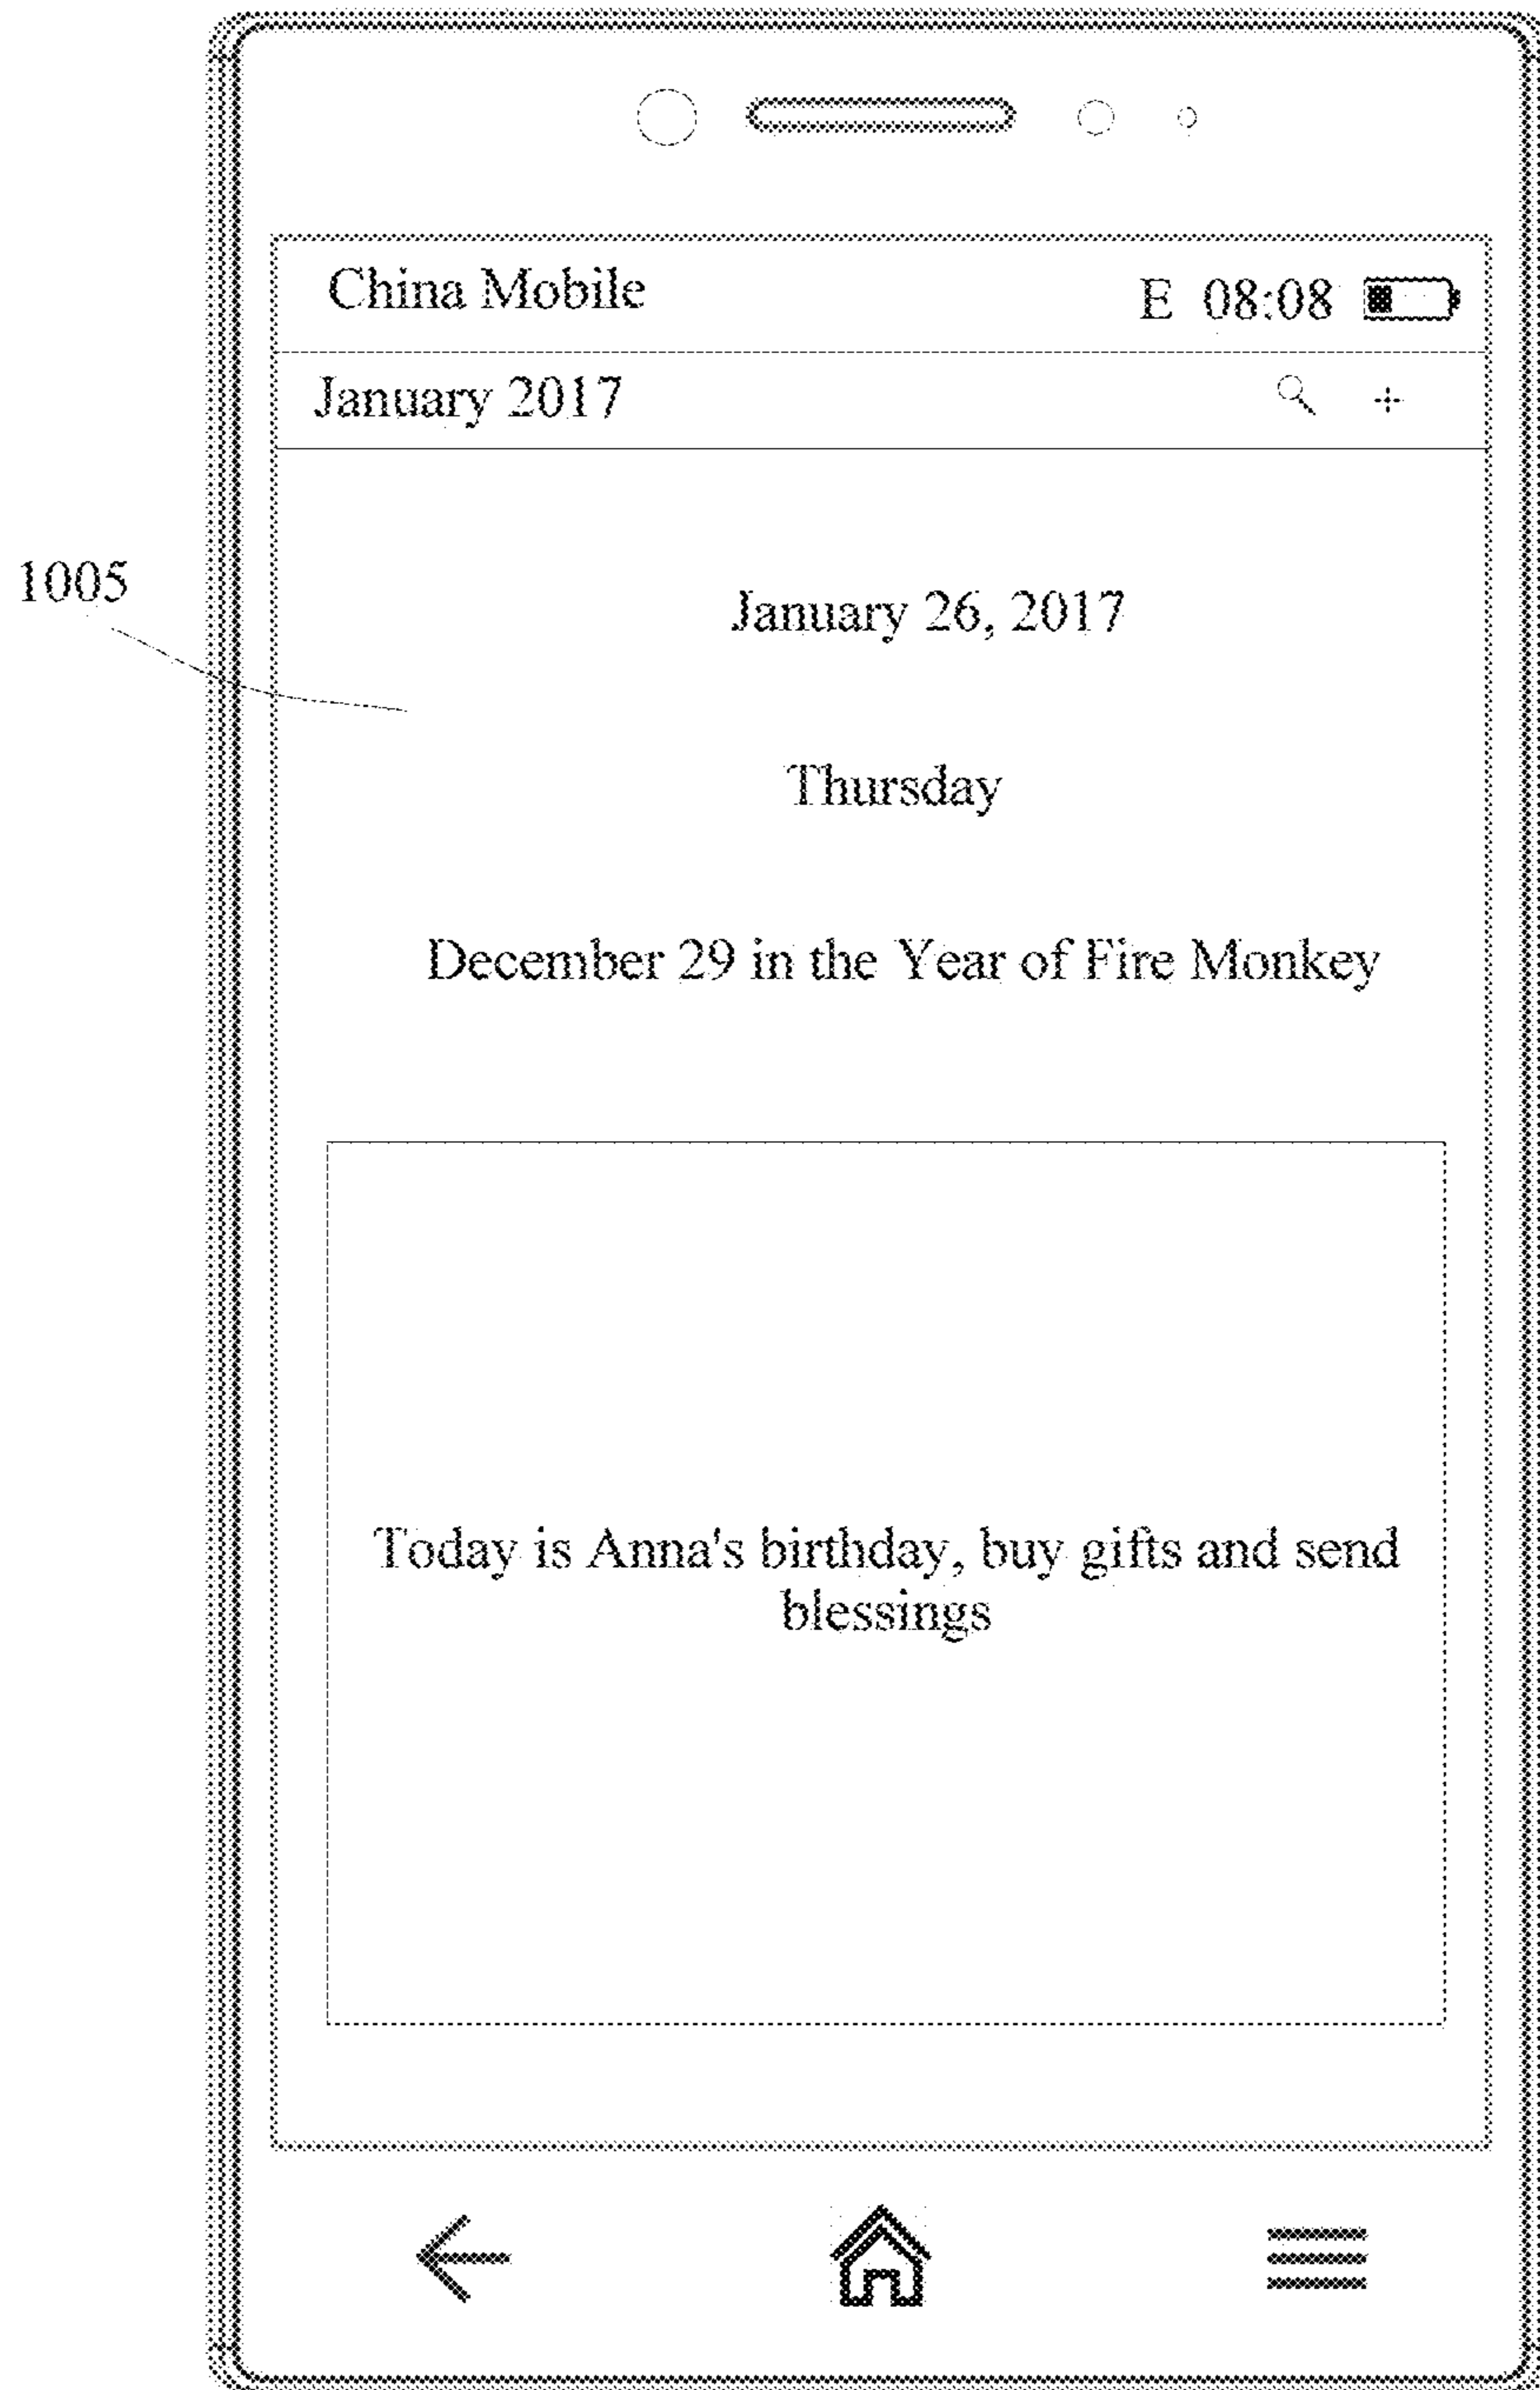 China Mobile
E 08:08
January 2017
1005
January 26, 2017
Thursday
December 29 in the Year of Fire Monkey
Today is Anna's birthday, buy gifts and send
blessings